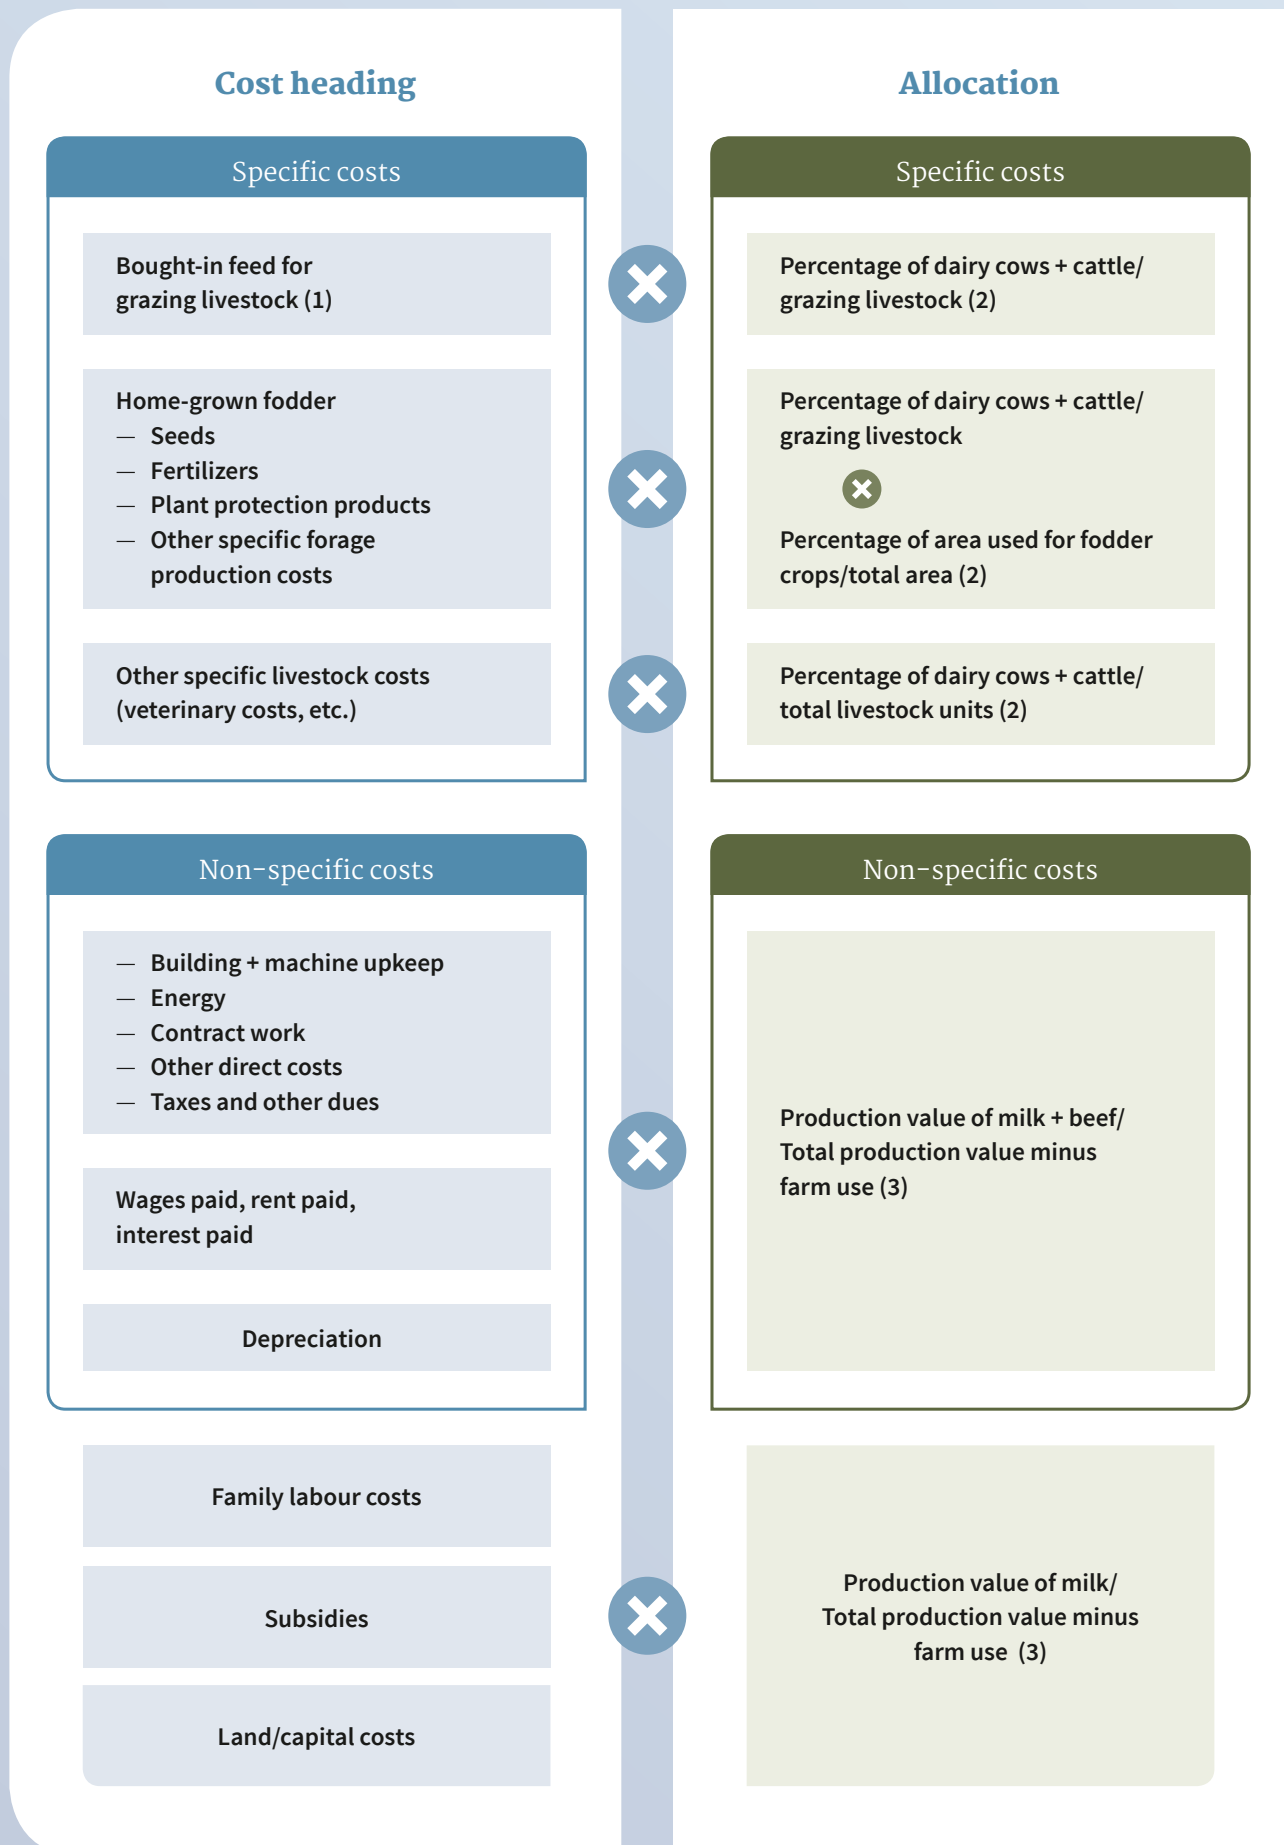 Cost heading
Allocation
Specific costs
Specific costs
Bought-in feed for
grazing livestock (1)
Percentage of dairy cows + cattle/
grazing livestock (2)
Home-grown fodder
— Seeds
— Fertilizers
— Plant protection products
— Other specific forage
production costs
Percentage of dairy cows + cattle/
grazing livestock
Percentage of area used for fodder
crops/total area (2)
Other specific livestock costs
(veterinary costs, etc.)
Percentage of dairy cows + cattle/
total livestock units (2)
Non-specific costs
Non-specific costs
— Building + machine upkeep
— Energy
— Contract work
— Other direct costs
— Taxes and other dues
Wages paid, rent paid,
interest paid
Depreciation
Production value of milk + beef/
Total production value minus
farm use (3)
Family labour costs
Subsidies
Land/capital costs
Production value of milk/
Total production value minus
farm use (3)